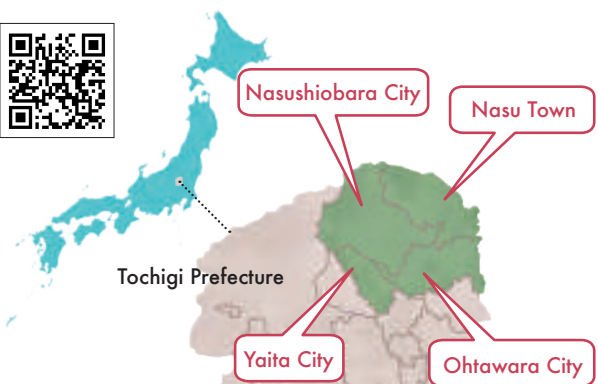 Nasushiobara City
Nasu Town
Tochigi Prefecture
Yaita City
Ohtawara City